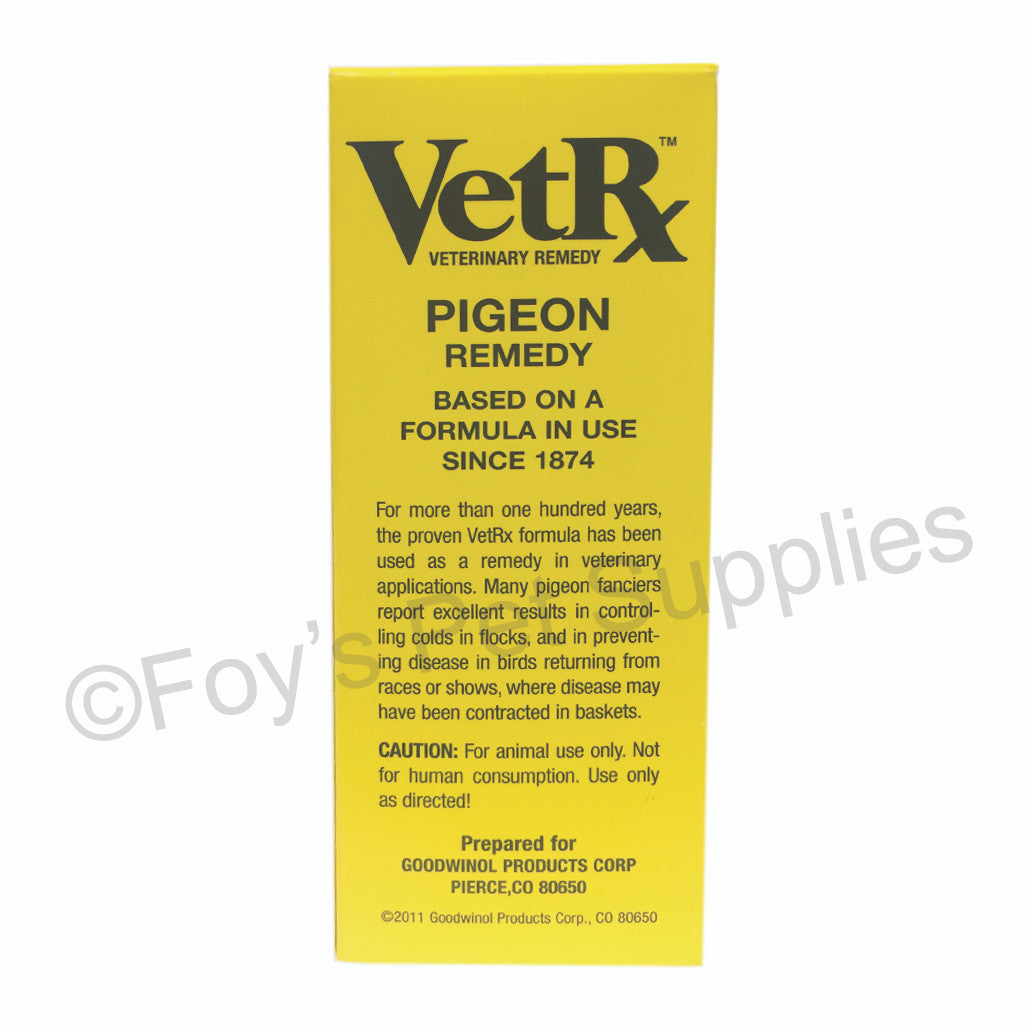 VetRx™
VETERINARY REMEDY
PIGEON
REMEDY
BASED ON A
FORMULA IN USE
SINCE 1874
For more than one hundred years,
the proven VetRx formula has been
used as a remedy in veterinary
applications. Many pigeon fanciers
report excellent results in control-
ling colds in flocks, and in prevent-
ing disease in birds returning from
races or shows, where disease may
have been contracted in baskets.
CAUTION: For animal use only. Not
for human consumption. Use only
as directed!
Prepared for
GOODWINOL PRODUCTS CORP
PIERCE,CO 80650
©2011 Goodwinol Products Corp., CO 80650
©Foy's Pet Supplies